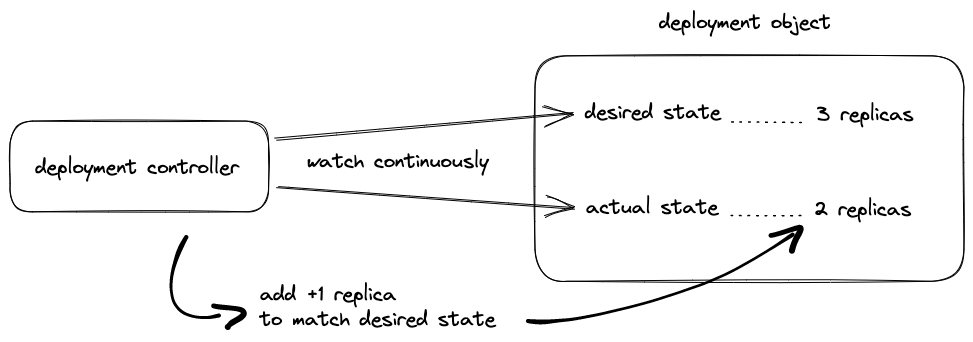 deployment object
desired state ........ 3 replicas
deployment controller
watch continuously
actual state ........ 2 replicas
add +1 replica
to match desired state